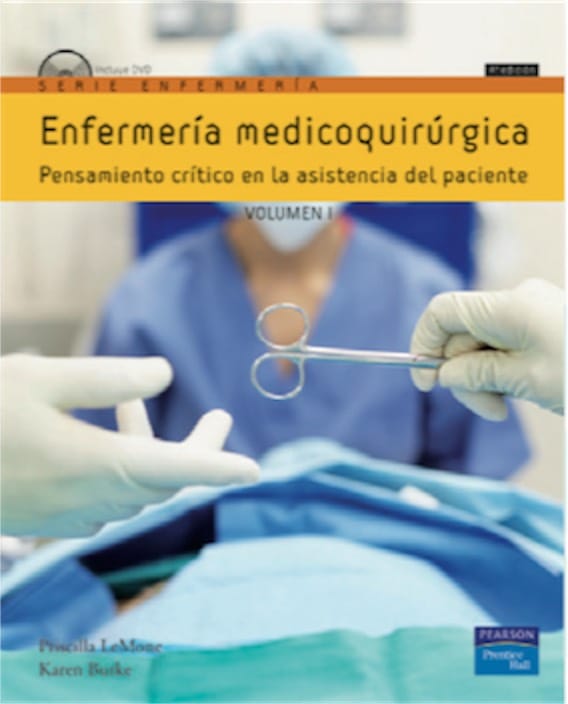 Incluye DVD
4ª edición
SERIE ENFERMERÍA
Enfermería medicoquirúrgica
Pensamiento crítico en la asistencia del paciente
VOLUMEN I
Priscilla LeMone
Karen Burke
PEARSON
Prentice
Hall